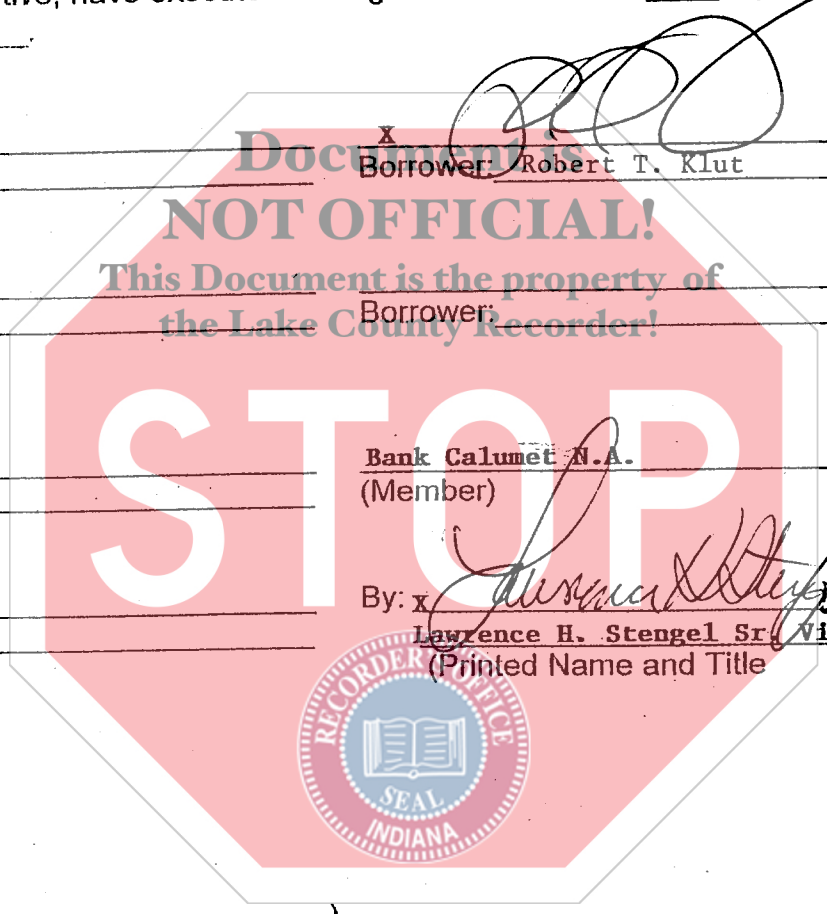 X
Document is
Borrower: Robert T. Klut
NOT OFFICIAL!
This Document is the property of
the Lake County Recorder!
Borrower:
STOP
Bank Calumet N.A.
(Member)
By: x
Lawrence H. Stengel Sr. Vi
(Printed Name and Title
RECORDER'S OFFICE
SEAL
INDIANA